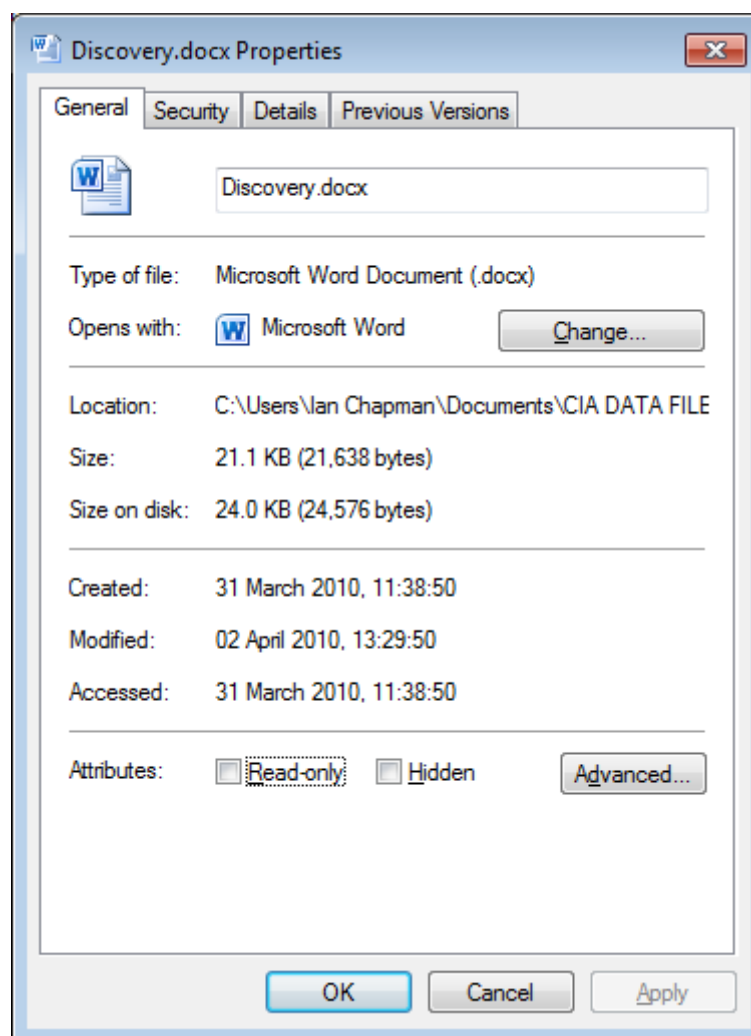 Discovery.docx Properties
General Security Details Previous Versions
Discovery.docx
Type of file: Microsoft Word Document (.docx)
Opens with: Microsoft Word Change...
Location: C:\Users\Ian Chapman\Documents\CIA DATA FILE
Size: 21.1 KB (21,638 bytes)
Size on disk: 24.0 KB (24,576 bytes)
Created: 31 March 2010, 11:38:50
Modified: 02 April 2010, 13:29:50
Accessed: 31 March 2010, 11:38:50
Attributes: Read-only Hidden Advanced...
OK Cancel Apply